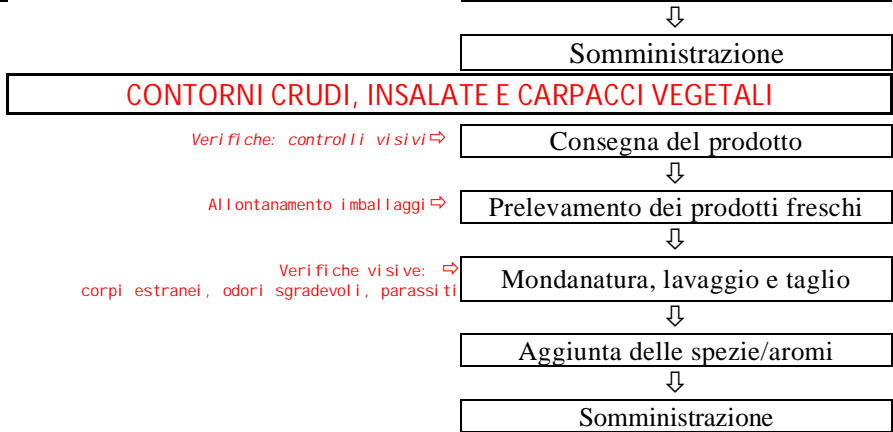 ⇩
Somministrazione
CONTORNI CRUDI, INSALATE E CARPACCI VEGETALI
Verifiche: controlli visivi⇨ Consegna del prodotto
⇩
Allontanamento imballaggi⇨ Prelevamento dei prodotti freschi
⇩
Verifiche visive: ⇨
corpi estranei, odori sgradevoli, parassiti
Mondanatura, lavaggio e taglio
⇩
Aggiunta delle spezie/aromi
⇩
Somministrazione